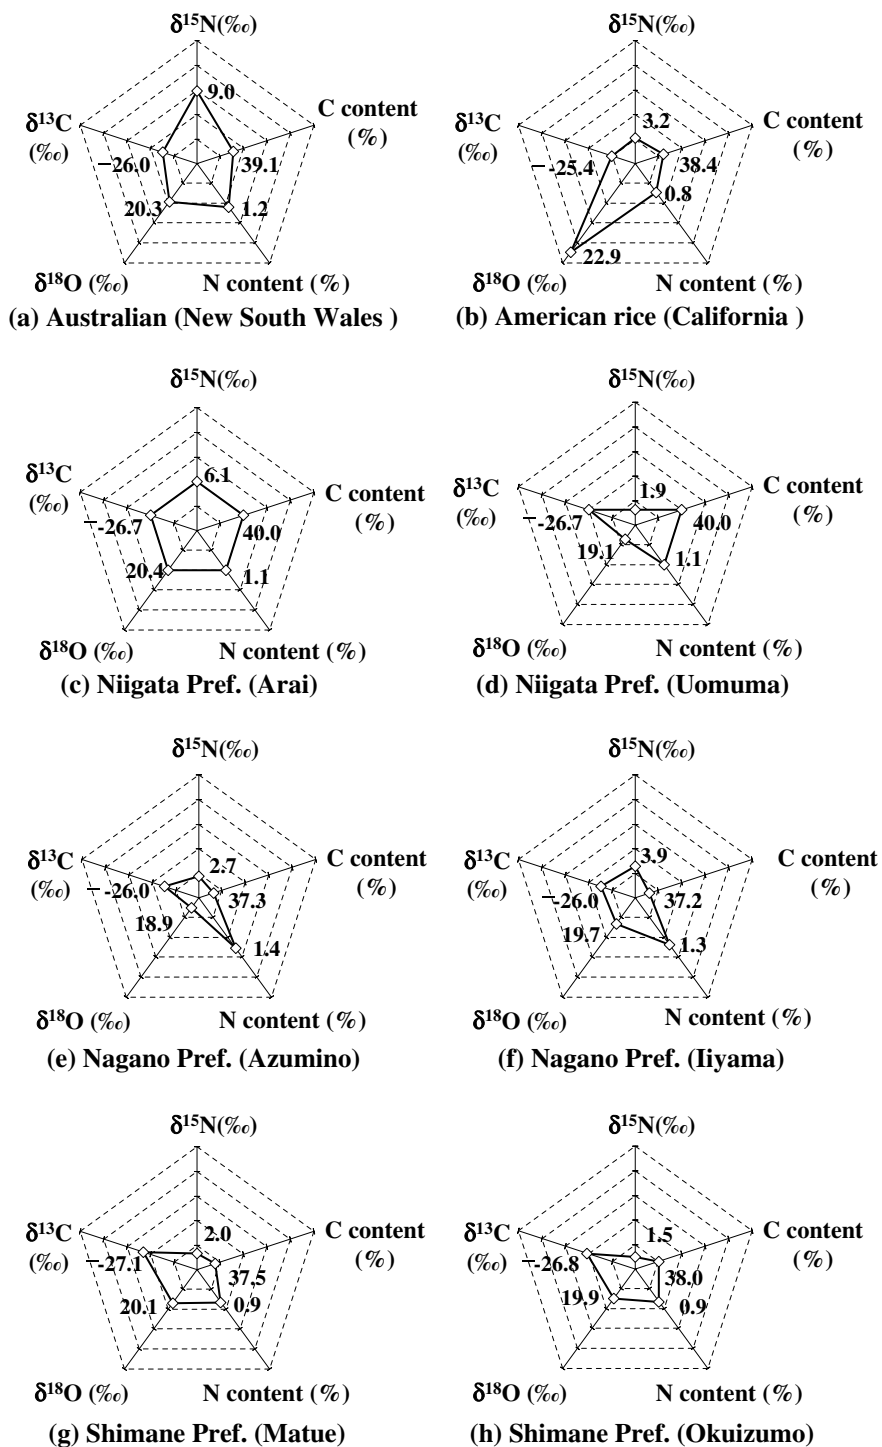 δ¹⁵N(‰)
9.0
C content
(%)
δ¹³C
(‰)
−-26.0
39.1
20.3
1.2
δ¹⁸O (‰)
N content (%)
(a) Australian (New South Wales )
δ¹⁵N(‰)
3.2
C content
(%)
δ¹³C
(‰)
−-25.4
38.4
0.8
22.9
δ¹⁸O (‰)
N content (%)
(b) American rice (California )
δ¹⁵N(‰)
6.1
C content
(%)
δ¹³C
(‰)
−-26.7
40.0
20.4
1.1
δ¹⁸O (‰)
N content (%)
(c) Niigata Pref. (Arai)
δ¹⁵N(‰)
1.9
C content
(%)
δ¹³C
(‰)
−-26.7
40.0
19.1
1.1
δ¹⁸O (‰)
N content (%)
(d) Niigata Pref. (Uomuma)
δ¹⁵N(‰)
2.7
C content
(%)
δ¹³C
(‰)
−-26.0
37.3
18.9
1.4
δ¹⁸O (‰)
N content (%)
(e) Nagano Pref. (Azumino)
δ¹⁵N(‰)
3.9
C content
(%)
δ¹³C
(‰)
−-26.0
37.2
19.7
1.3
δ¹⁸O (‰)
N content (%)
(f) Nagano Pref. (Iiyama)
δ¹⁵N(‰)
2.0
C content
(%)
δ¹³C
(‰)
−-27.1
37.5
20.1
0.9
δ¹⁸O (‰)
N content (%)
(g) Shimane Pref. (Matue)
δ¹⁵N(‰)
1.5
C content
(%)
δ¹³C
(‰)
−-26.8
38.0
19.9
0.9
δ¹⁸O (‰)
N content (%)
(h) Shimane Pref. (Okuizumo)